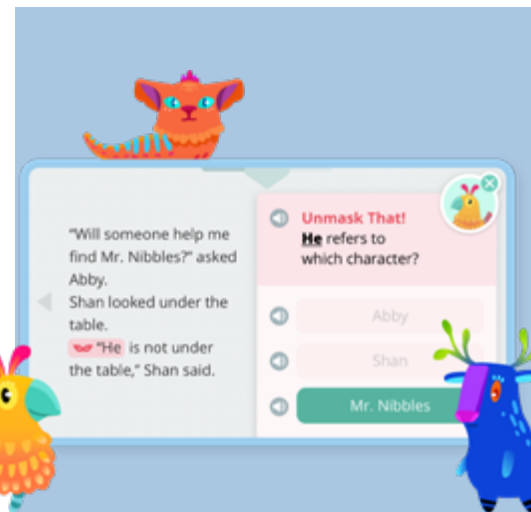 “Will someone help me
find Mr. Nibbles?” asked
Abby.
Shan looked under the
table.
“He is not under
the table,” Shan said.
Unmask That!
He refers to
which character?
Abby
Shan
Mr. Nibbles